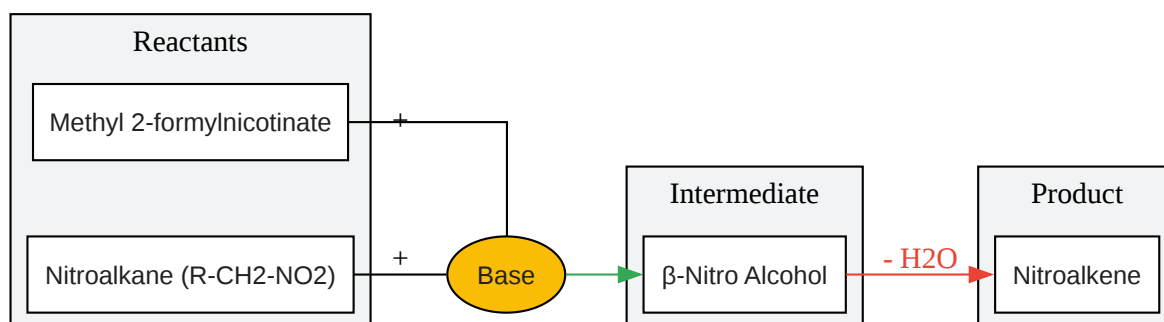 Reactants
Methyl 2-formylnicotinate
+
Nitroalkane (R-CH2-NO2)
+
Base
Intermediate
β-Nitro Alcohol
- H2O
Product
Nitroalkene